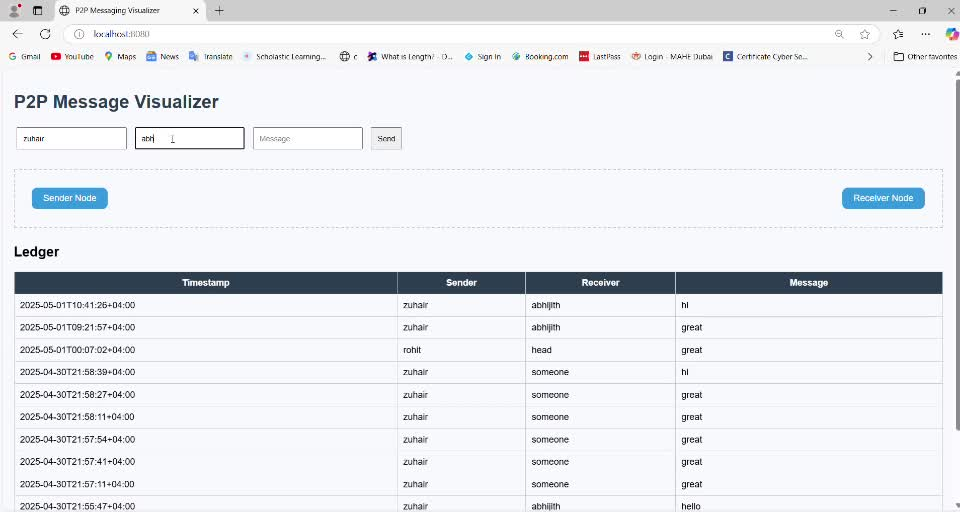 P2P Messaging Visualizer
localhost:8080
Gmail YouTube Maps News Translate Scholastic Learning... c What is Length? - D... Sign In Booking.com LastPass Login - MAHE Dubai Certificate Cyber Se... Other favorites
P2P Message Visualizer
zuhair abh Message Send
Sender Node Receiver Node
Ledger
Timestamp Sender Receiver Message
2025-05-01T10:41:26+04:00 zuhair abhijith hi
2025-05-01T09:21:57+04:00 zuhair abhijith great
2025-05-01T00:07:02+04:00 rohit head great
2025-04-30T21:58:39+04:00 zuhair someone hi
2025-04-30T21:58:27+04:00 zuhair someone great
2025-04-30T21:58:11+04:00 zuhair someone great
2025-04-30T21:57:54+04:00 zuhair someone great
2025-04-30T21:57:41+04:00 zuhair someone great
2025-04-30T21:57:11+04:00 zuhair someone great
2025-04-30T21:55:47+04:00 zuhair abhijith hello